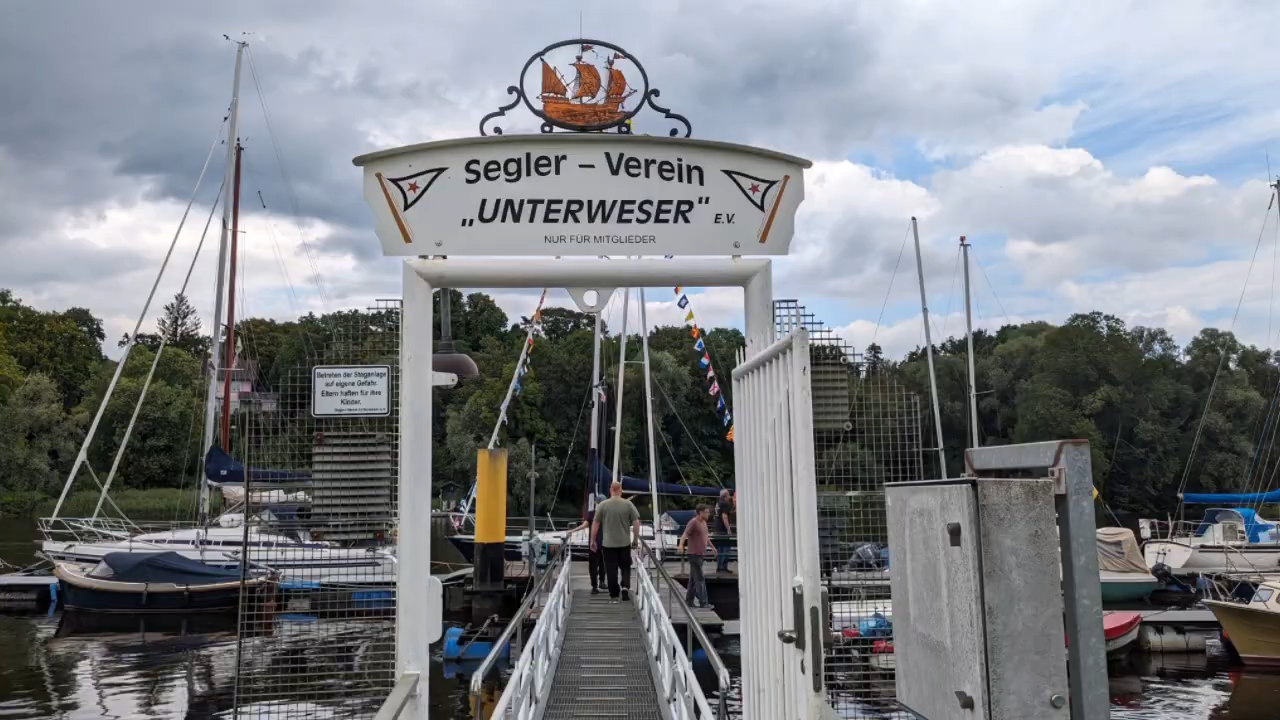 Segler – Verein
„UNTERWESER" E.V.
NUR FÜR MITGLIEDER
Betreten der Steganlage
auf eigene Gefahr.
Eltern haften für ihre
Kinder.